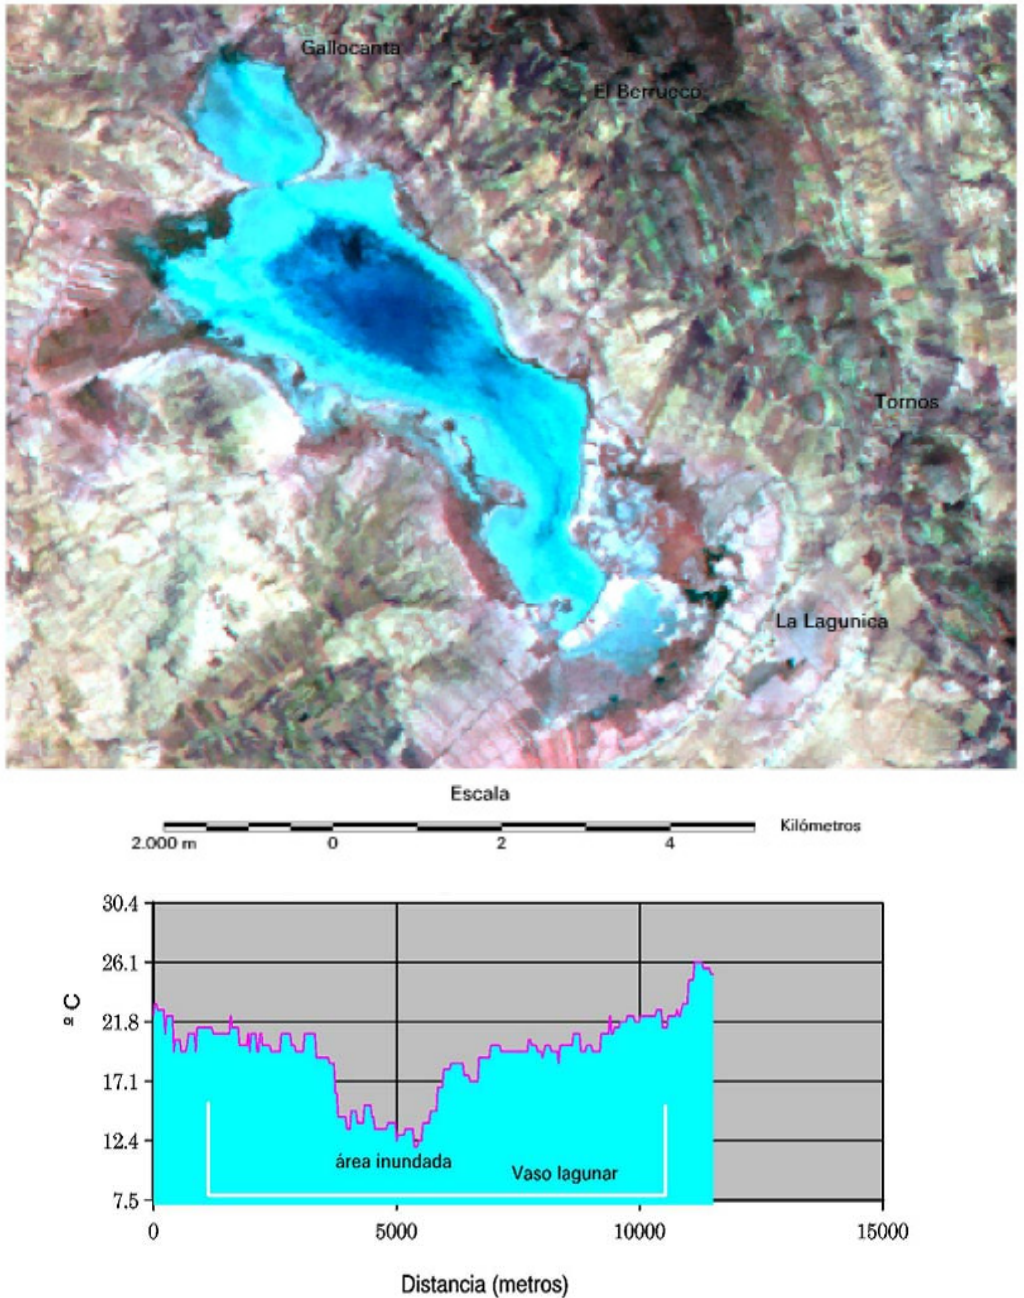 Gallocanta
El Berrueco
Tornos
La Lagunica
Escala
Kilómetros
2.000 m 0 2 4
30.4
26.1
21.8
17.1
12.4
7.5
º C
área inundada
Vaso lagunar
0 5000 10000 15000
Distancia (metros)